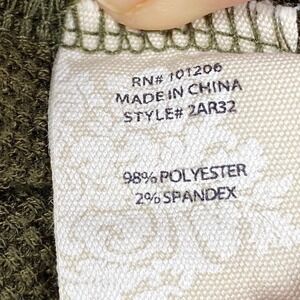 RN# 101206
MADE IN CHINA
STYLE# 2AR32
98% POLYESTER
2% SPANDEX